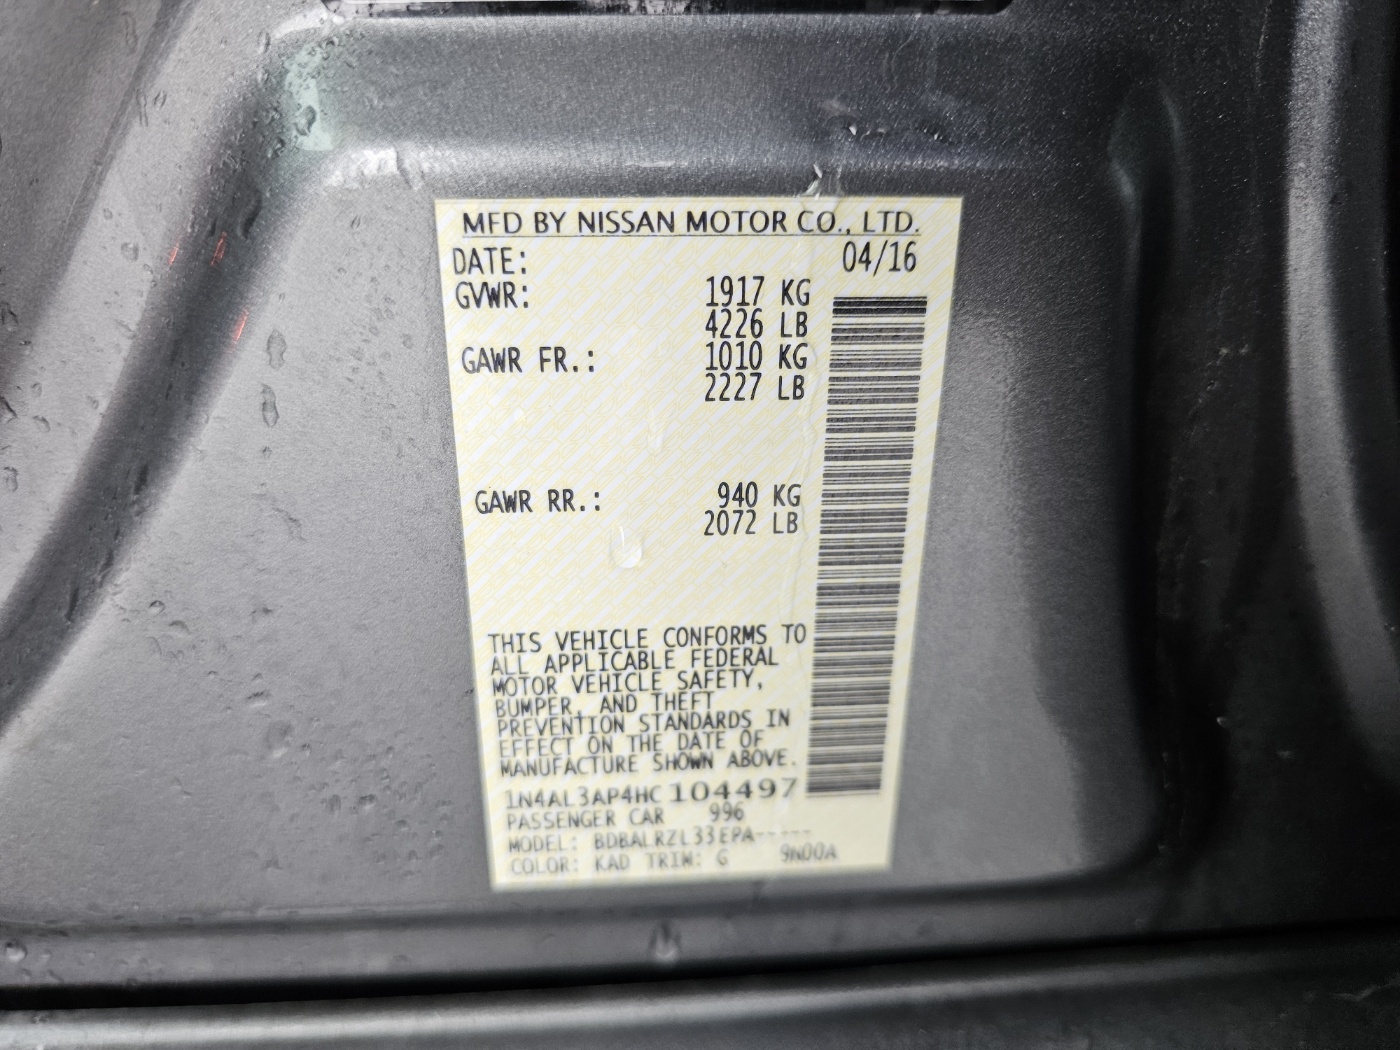 MFD BY NISSAN MOTOR CO., LTD.
DATE: 04/16
GVWR: 1917 KG
4226 LB
GAWR FR.: 1010 KG
2227 LB
GAWR RR.: 940 KG
2072 LB
THIS VEHICLE CONFORMS TO
ALL APPLICABLE FEDERAL
MOTOR VEHICLE SAFETY,
BUMPER, AND THEFT
PREVENTION STANDARDS IN
EFFECT ON THE DATE OF
MANUFACTURE SHOWN ABOVE.
1N4AL3AP4HC104497
PASSENGER CAR 996
MODEL: BDBALRZL33EPA-----
COLOR: KAD TRIM: G 9N00A